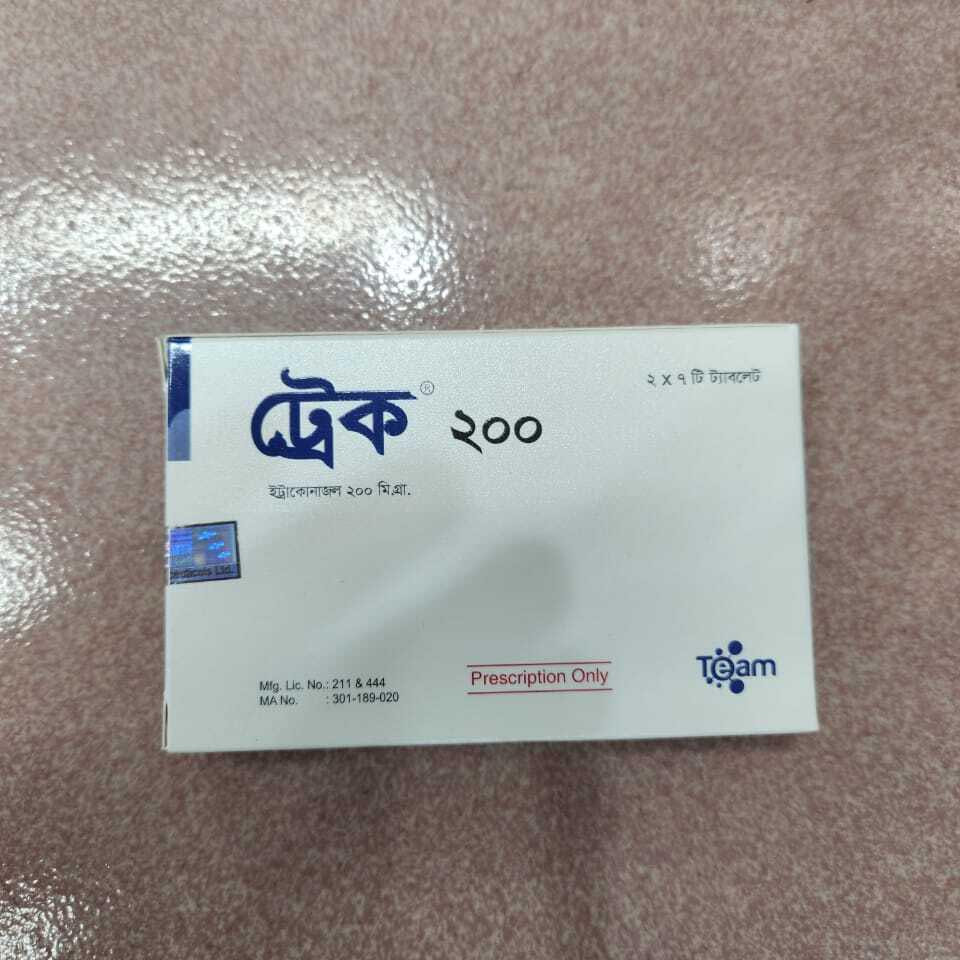 ট্রেক® ২০০
২ X ৭ টি ট্যাবলেট
ইট্রাকোনাজল ২০০ মি.গ্রা.
Mfg. Lic. No.: 211 & 444
MA No. : 301-189-020
Prescription Only
Team
Ltd.